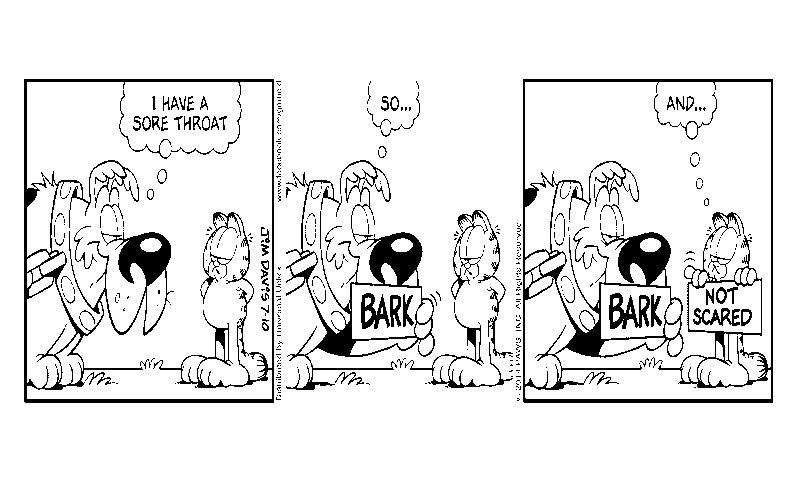 I HAVE A
SORE THROAT
JIM DAVIS 7-10
SO...
BARK
AND...
BARK
NOT
SCARED